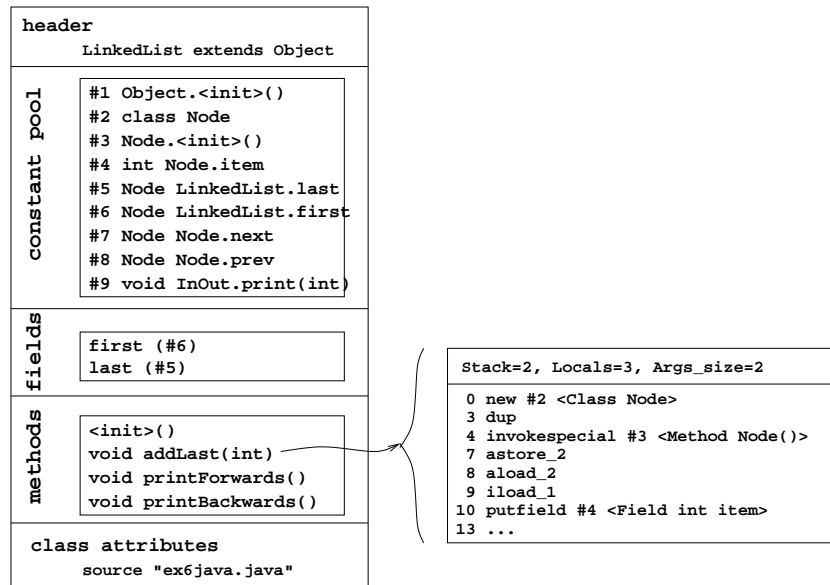 header
LinkedList extends Object
constant pool
#1 Object.<init>()
#2 class Node
#3 Node.<init>()
#4 int Node.item
#5 Node LinkedList.last
#6 Node LinkedList.first
#7 Node Node.next
#8 Node Node.prev
#9 void InOut.print(int)
fields
first (#6)
last (#5)
methods
<init>()
void addLast(int)
void printForwards()
void printBackwards()
class attributes
source "ex6java.java"
Stack=2, Locals=3, Args_size=2
0 new #2 <Class Node>
3 dup
4 invokespecial #3 <Method Node()>
7 astore_2
8 aload_2
9 iload_1
10 putfield #4 <Field int item>
13 ...